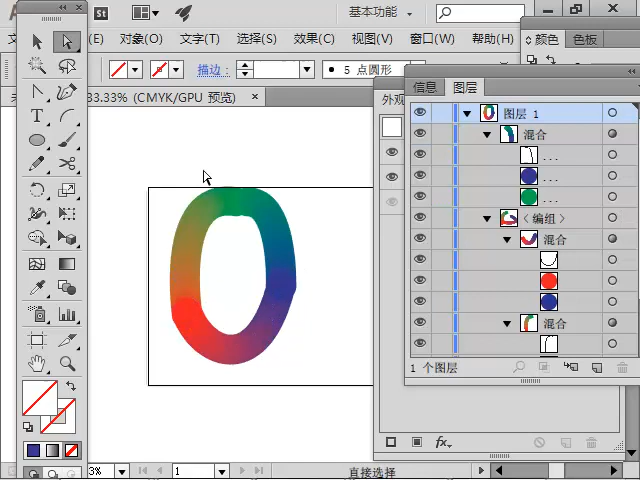 St
基本功能
(E) 对象(O) 文字(T) 选择(S) 效果(C) 视图(V) 窗口(W) 帮助(H)
颜色 色板
描边: 5 点圆形
信息 图层
33.33% (CMYK/GPU 预览) ×
外观
图层 1
混合
...
...
...
<编组>
混合
混合
1 个图层
fx
3% 1 直接选择